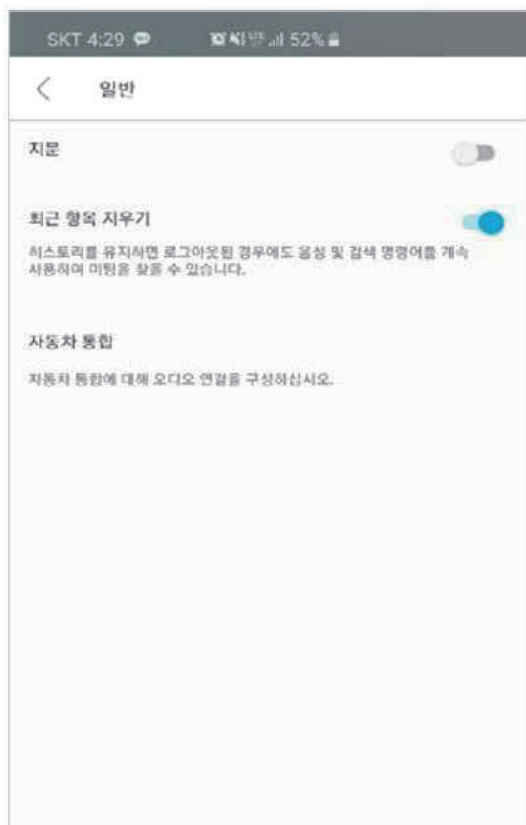 SKT 4:29 52%
일반
지문
최근 항목 지우기
히스토리를 유지하면 로그아웃된 경우에도 음성 및 검색 명령어를 계속
사용하여 미팅을 찾을 수 있습니다.
자동차 통합
자동차 통합에 대해 오디오 연결을 구성하십시오.